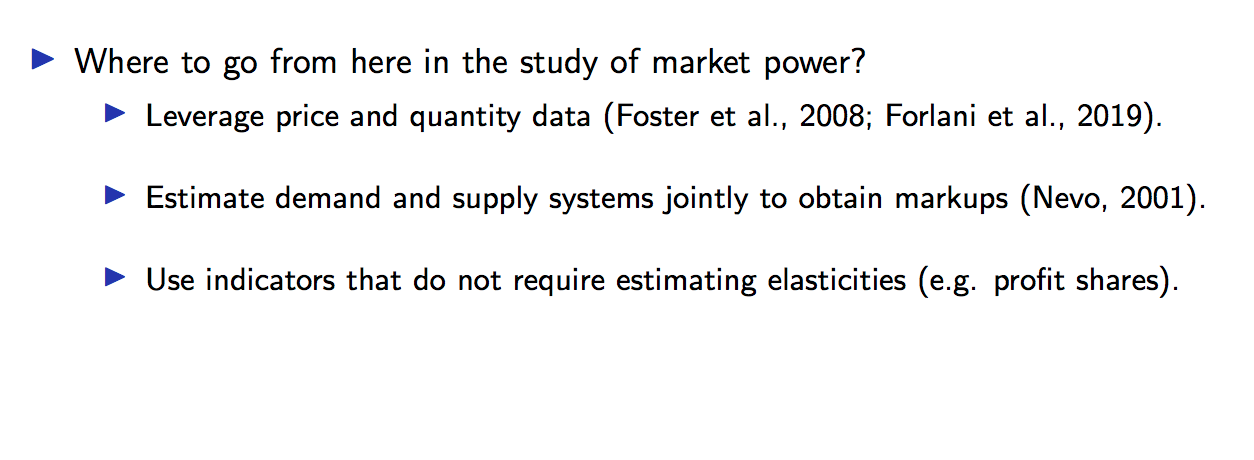 Where to go from here in the study of market power?
Leverage price and quantity data (Foster et al., 2008; Forlani et al., 2019).
Estimate demand and supply systems jointly to obtain markups (Nevo, 2001).
Use indicators that do not require estimating elasticities (e.g. profit shares).